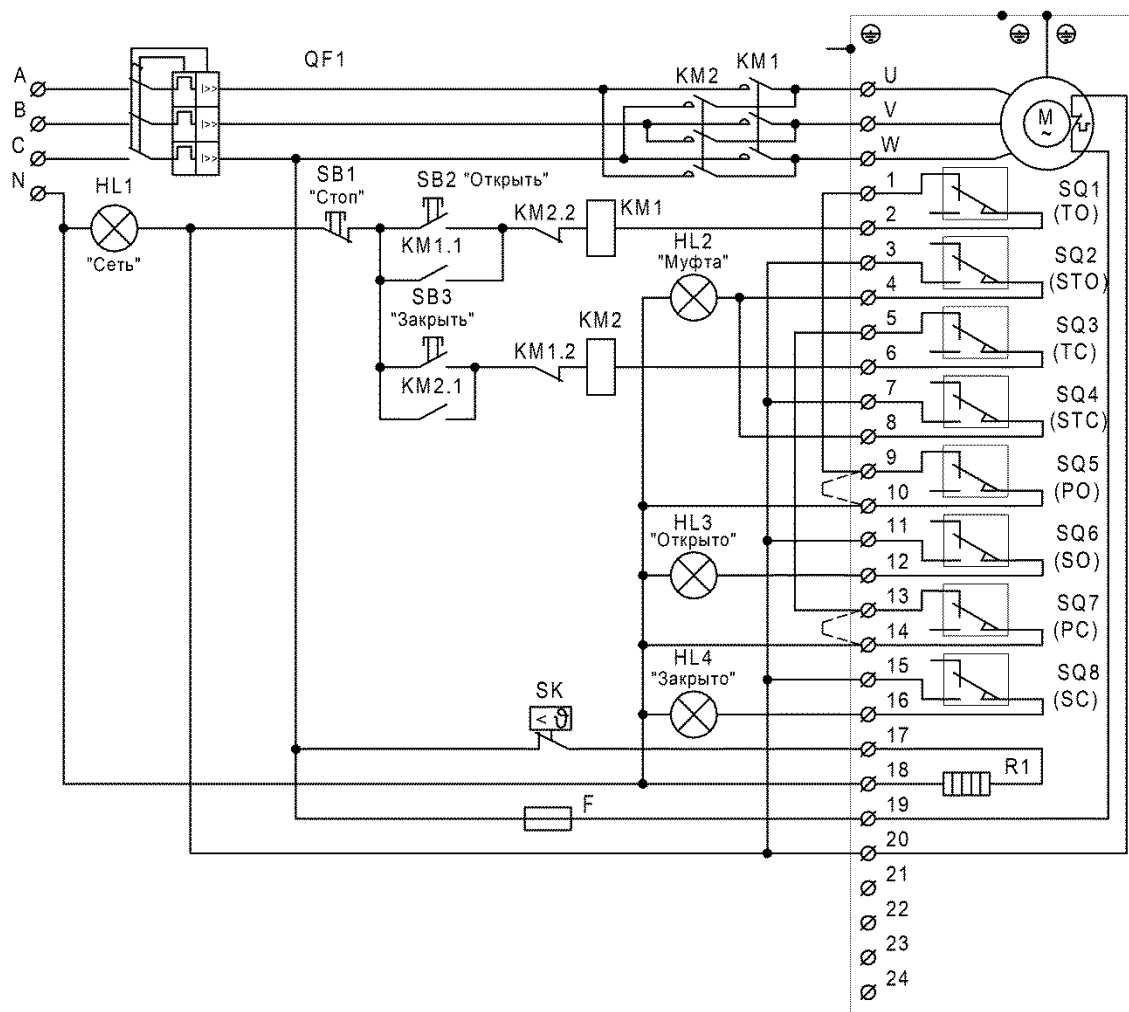 QF1
KM2
KM1
A
B
C
N
I>>
I>>
I>>
U
V
W
M
~
HL1
"Сеть"
SB1
"Стоп"
SB2 "Открыть"
KM1.1
KM2.2
KM1
SB3
"Закрыть"
KM2.1
KM1.2
KM2
HL2
"Муфта"
HL3
"Открыто"
HL4
"Закрыто"
SK
< ϑ
F
R1
1
2
SQ1
(TO)
3
4
SQ2
(STO)
5
6
SQ3
(TC)
7
8
SQ4
(STC)
9
10
SQ5
(PO)
11
12
SQ6
(SO)
13
14
SQ7
(PC)
15
16
SQ8
(SC)
17
18
19
20
21
22
23
24